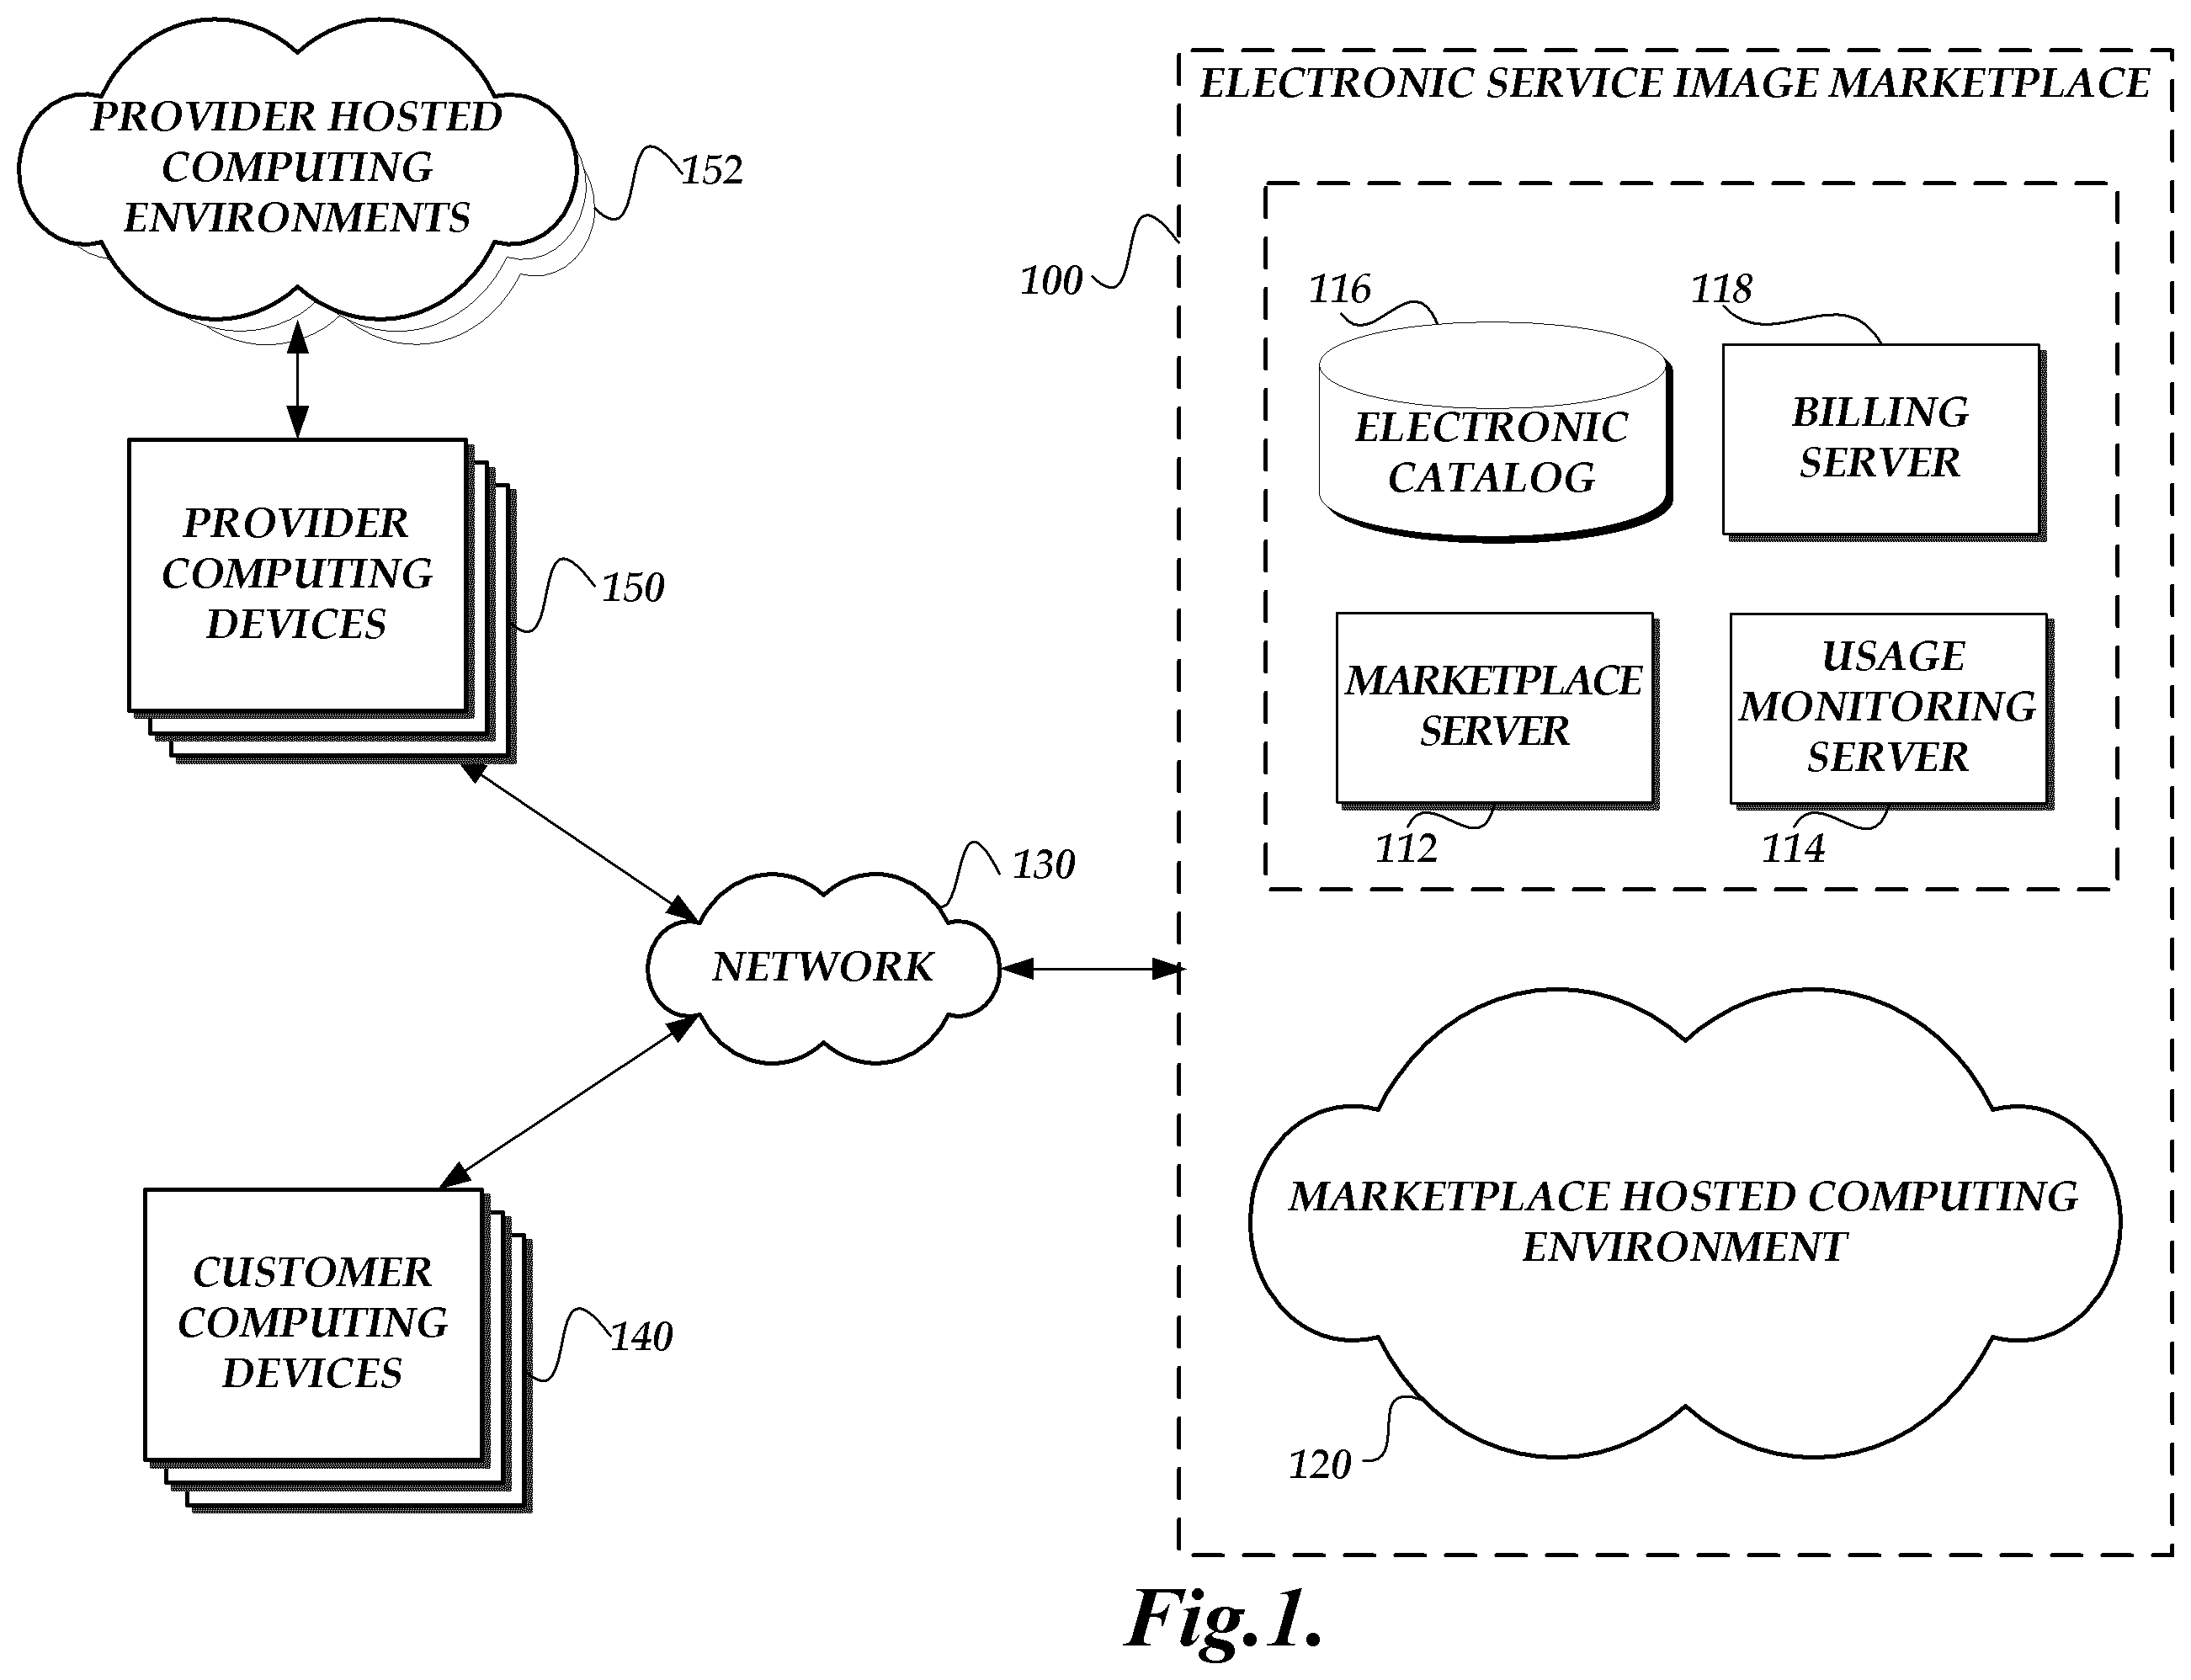 PROVIDER HOSTED
COMPUTING
ENVIRONMENTS
152
PROVIDER
COMPUTING
DEVICES
150
NETWORK
130
CUSTOMER
COMPUTING
DEVICES
140
ELECTRONIC SERVICE IMAGE MARKETPLACE
100
116
ELECTRONIC
CATALOG
118
BILLING
SERVER
MARKETPLACE
SERVER
112
USAGE
MONITORING
SERVER
114
MARKETPLACE HOSTED COMPUTING
ENVIRONMENT
120
Fig.1.